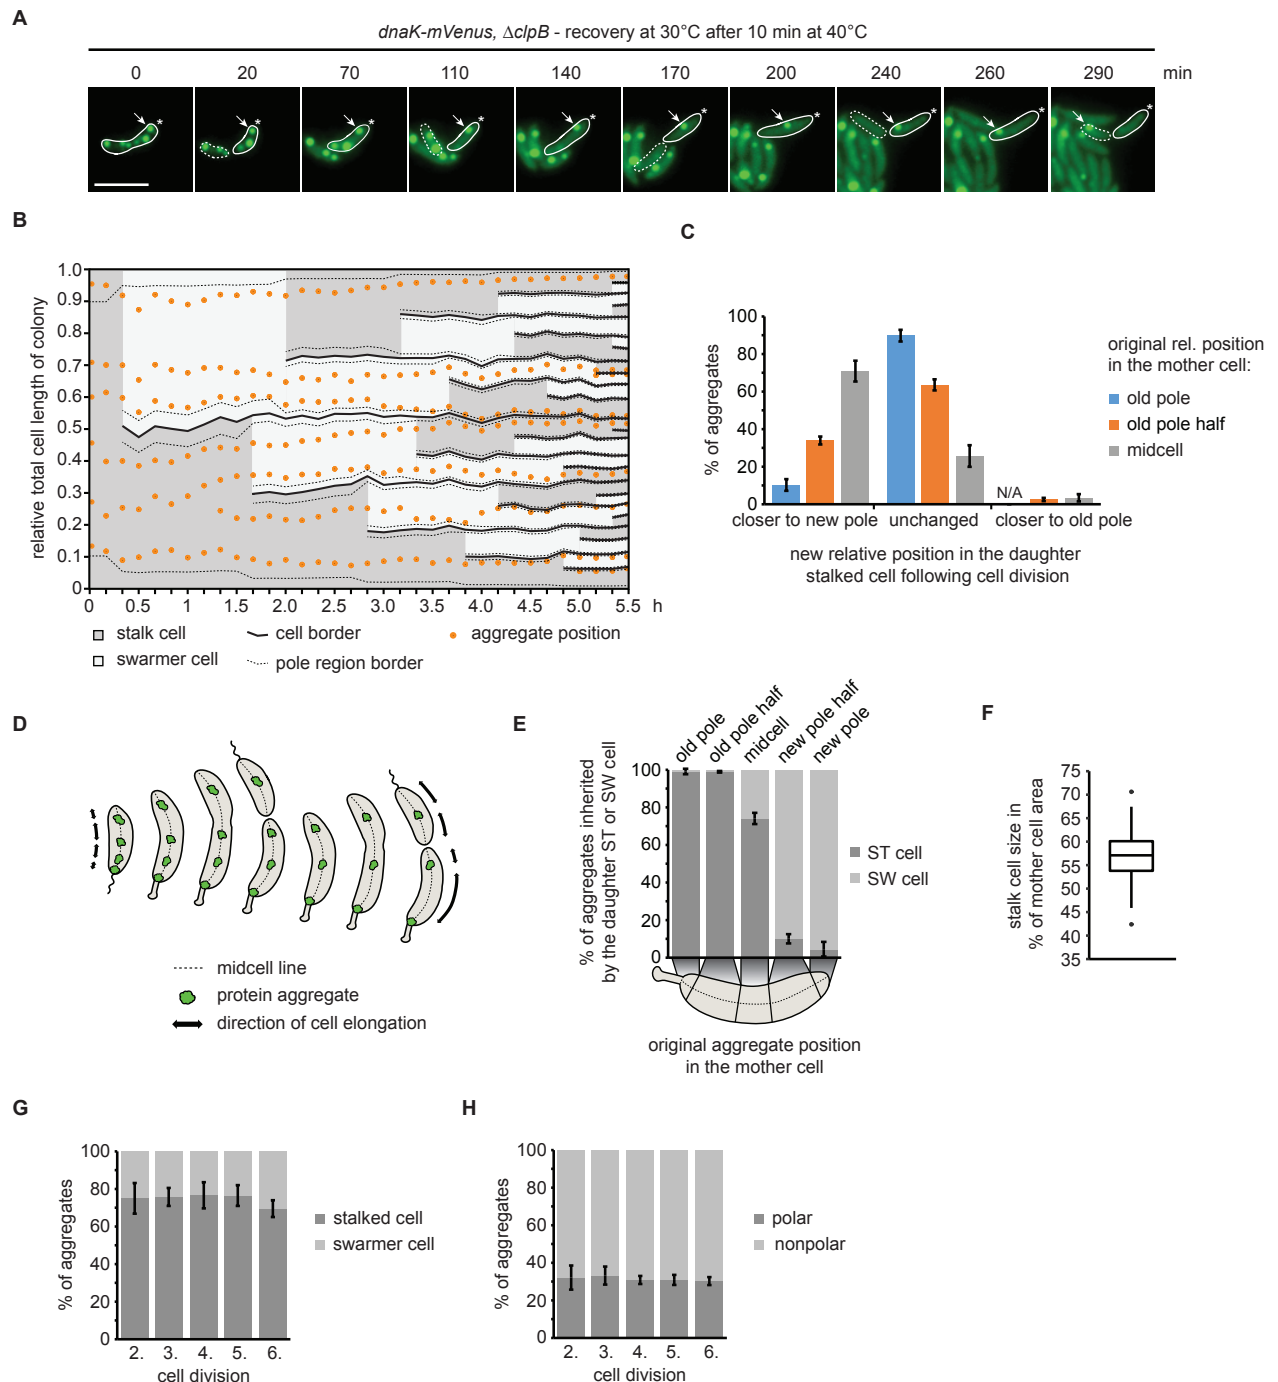 A
dnaK-mVenus, ΔclpB - recovery at 30°C after 10 min at 40°C
0 20 70 110 140 170 200 240 260 290 min
* * * * * * * * * *
B
relative total cell length of colony
1.0
0.9
0.8
0.7
0.6
0.5
0.4
0.3
0.2
0.1
0
0 0.5 1 1.5 2.0 2.5 3.0 3.5 4.0 4.5 5.0 5.5 h
stalk cell
swarmer cell
cell border
pole region border
aggregate position
C
% of aggregates
100
80
60
40
20
0
N/A
closer to new pole unchanged closer to old pole
new relative position in the daughter
stalked cell following cell division
original rel. position
in the mother cell:
old pole
old pole half
midcell
D
midcell line
protein aggregate
direction of cell elongation
E
% of aggregates inherited
by the daughter ST or SW cell
old pole
old pole half
midcell
new pole half
new pole
100
80
60
40
20
0
ST cell
SW cell
original aggregate position
in the mother cell
F
stalk cell size in
% of mother cell area
75
70
65
60
55
50
45
40
35
G
% of aggregates
100
80
60
40
20
0
2. 3. 4. 5. 6.
cell division
stalked cell
swarmer cell
H
% of aggregates
100
80
60
40
20
0
2. 3. 4. 5. 6.
cell division
polar
nonpolar